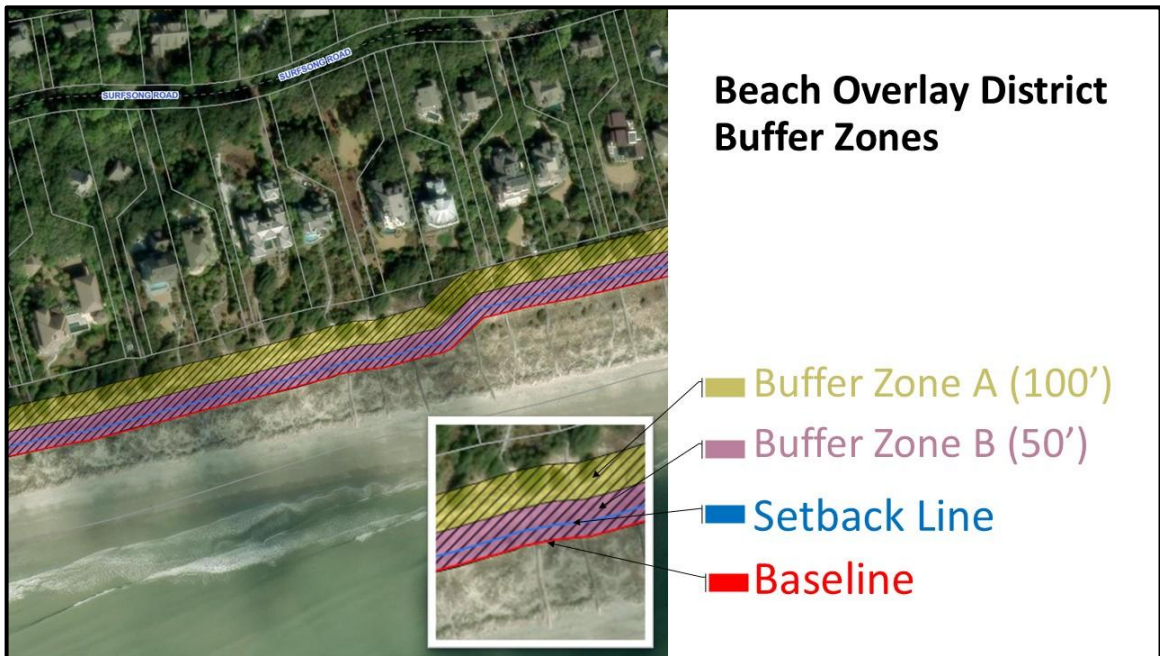 SURFSONG ROAD
SURFSONG ROAD
Beach Overlay District
Buffer Zones
Buffer Zone A (100’)
Buffer Zone B (50’)
Setback Line
Baseline